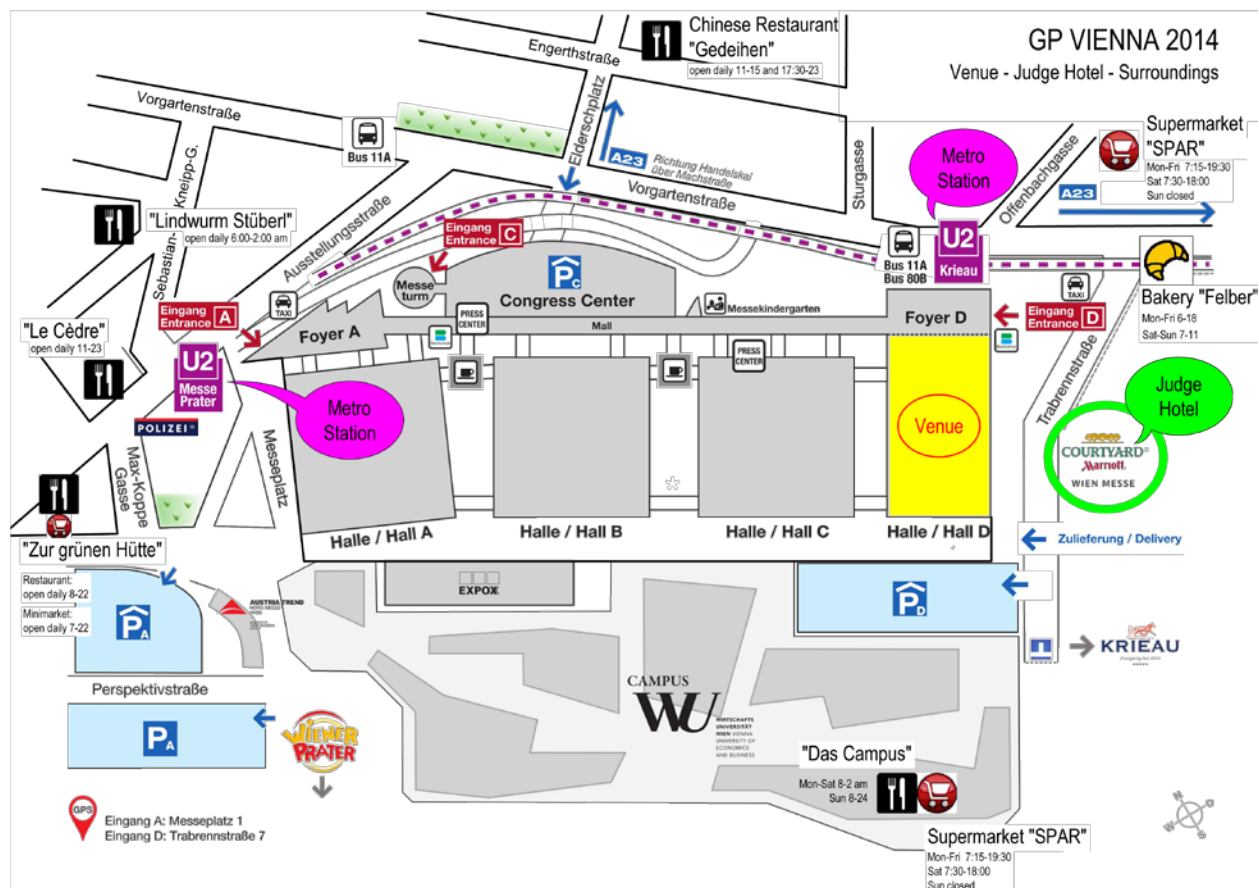 GP VIENNA 2014
Venue - Judge Hotel - Surroundings
Chinese Restaurant
"Gedeihen"
open daily 11-15 and 17:30-23
Engerthstraße
Vorgartenstraße
Bus 11A
Elderschplatz
A23
Richtung Handelskai
über Machstraße
Vorgartenstraße
Sturgasse
Metro
Station
Offenbachgasse
Supermarket
"SPAR"
Mon-Fri 7:15-19:30
Sat 7:30-18:00
Sun closed
A23
Sebastian-Kneipp-G.
"Lindwurm Stüberl"
open daily 6:00-2:00 am
Ausstellungsstraße
Eingang
Entrance C
Bus 11A
Bus 80B
U2
Krieau
TAXI
Bakery "Felber"
Mon-Fri 6-18
Sat-Sun 7-11
Messe
turm
P C
Congress Center
Eingang
Entrance A
TAXI
"Le Cèdre"
open daily 11-23
Foyer A
PRESS
CENTER
Mall
Messekindergarten
Foyer D
Eingang
Entrance D
U2
Messe
Prater
PRESS
CENTER
Trabrennstraße
Judge
Hotel
Metro
Station
Venue
COURTYARD®
Marriott
WIEN MESSE
POLIZEI
Max-Koppe
Gasse
Messeplatz
Halle / Hall A
Halle / Hall B
Halle / Hall C
Halle / Hall D
Zulieferung / Delivery
"Zur grünen Hütte"
Restaurant:
open daily 8-22
Minimarket:
open daily 7-22
P A
AUSTRIA TREND
EXPOX
P D
KRIEAU
Perspektivstraße
P A
WIENER
PRATER
CAMPUS
WU
WIRTSCHAFTS
UNIVERSITÄT
WIEN VIENNA
UNIVERSITY OF
ECONOMICS
AND BUSINESS
"Das Campus"
Mon-Sat 8-2 am
Sun 8-24
GPS
Eingang A: Messeplatz 1
Eingang D: Trabrennstraße 7
N
O
S
W
Supermarket "SPAR"
Mon-Fri 7:15-19:30
Sat 7:30-18:00
Sun closed